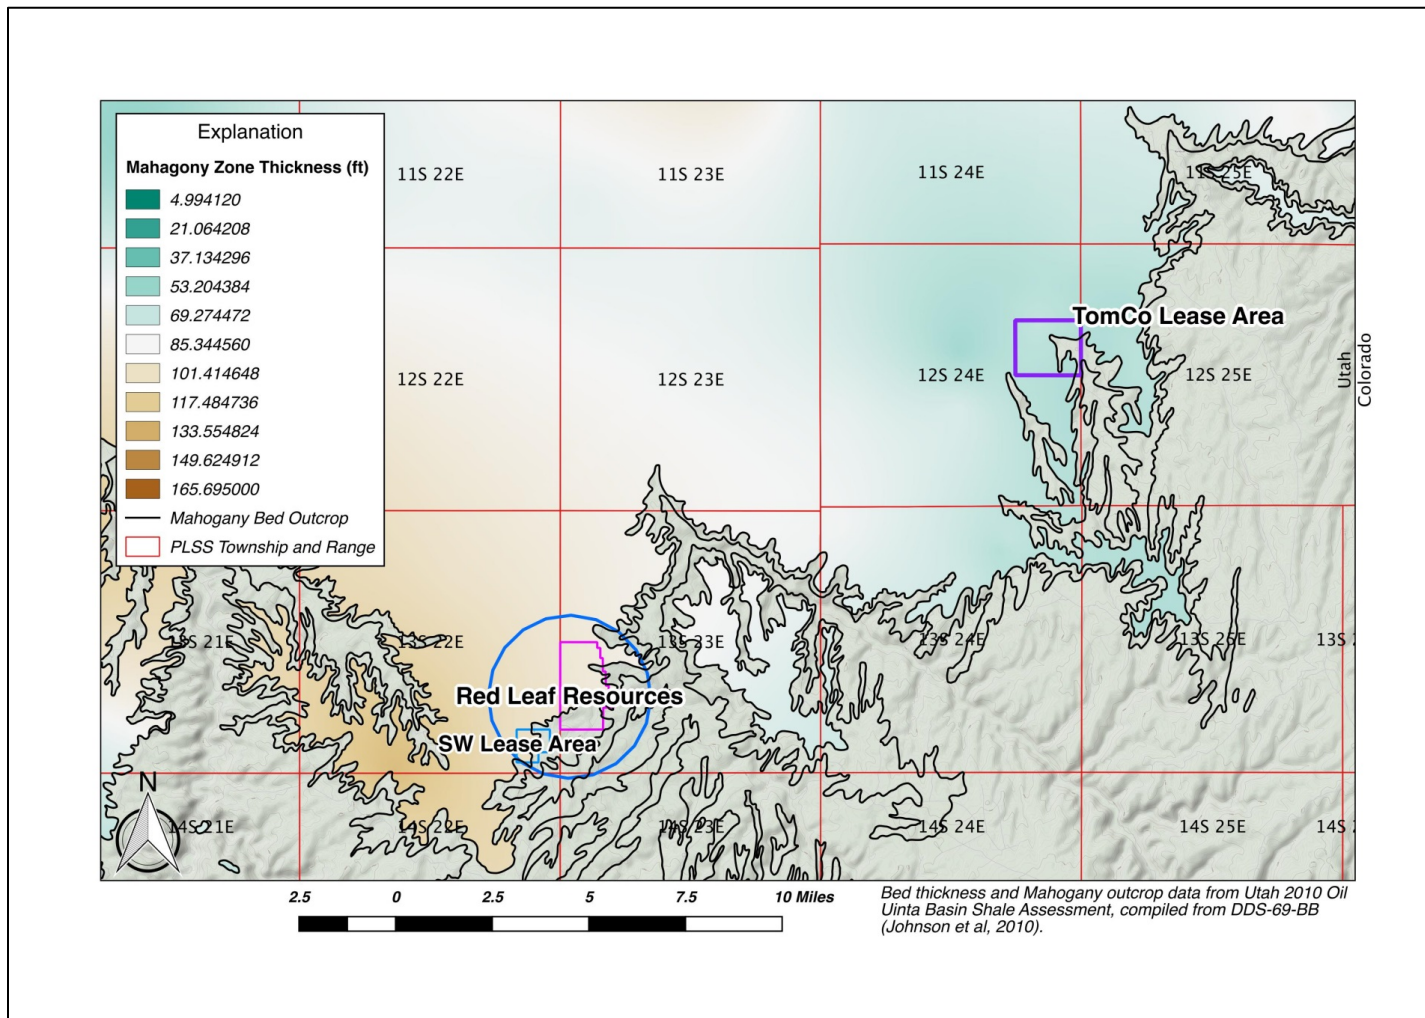 Explanation
Mahagony Zone Thickness (ft)
4.994120
21.064208
37.134296
53.204384
69.274472
85.344560
101.414648
117.484736
133.554824
149.624912
165.695000
Mahogany Bed Outcrop
PLSS Township and Range
11S 22E
11S 23E
11S 24E
11S 25E
TomCo Lease Area
12S 22E
12S 23E
12S 24E
12S 25E
Utah
Colorado
13S 21E
13S 22E
13S 23E
13S 24E
13S 25E
13S
Red Leaf Resources
SW Lease Area
N
14S 21E
14S 22E
14S 23E
14S 24E
14S 25E
14S
2.5 0 2.5 5 7.5 10 Miles
Bed thickness and Mahogany outcrop data from Utah 2010 Oil
Uinta Basin Shale Assessment, compiled from DDS-69-BB
(Johnson et al, 2010).